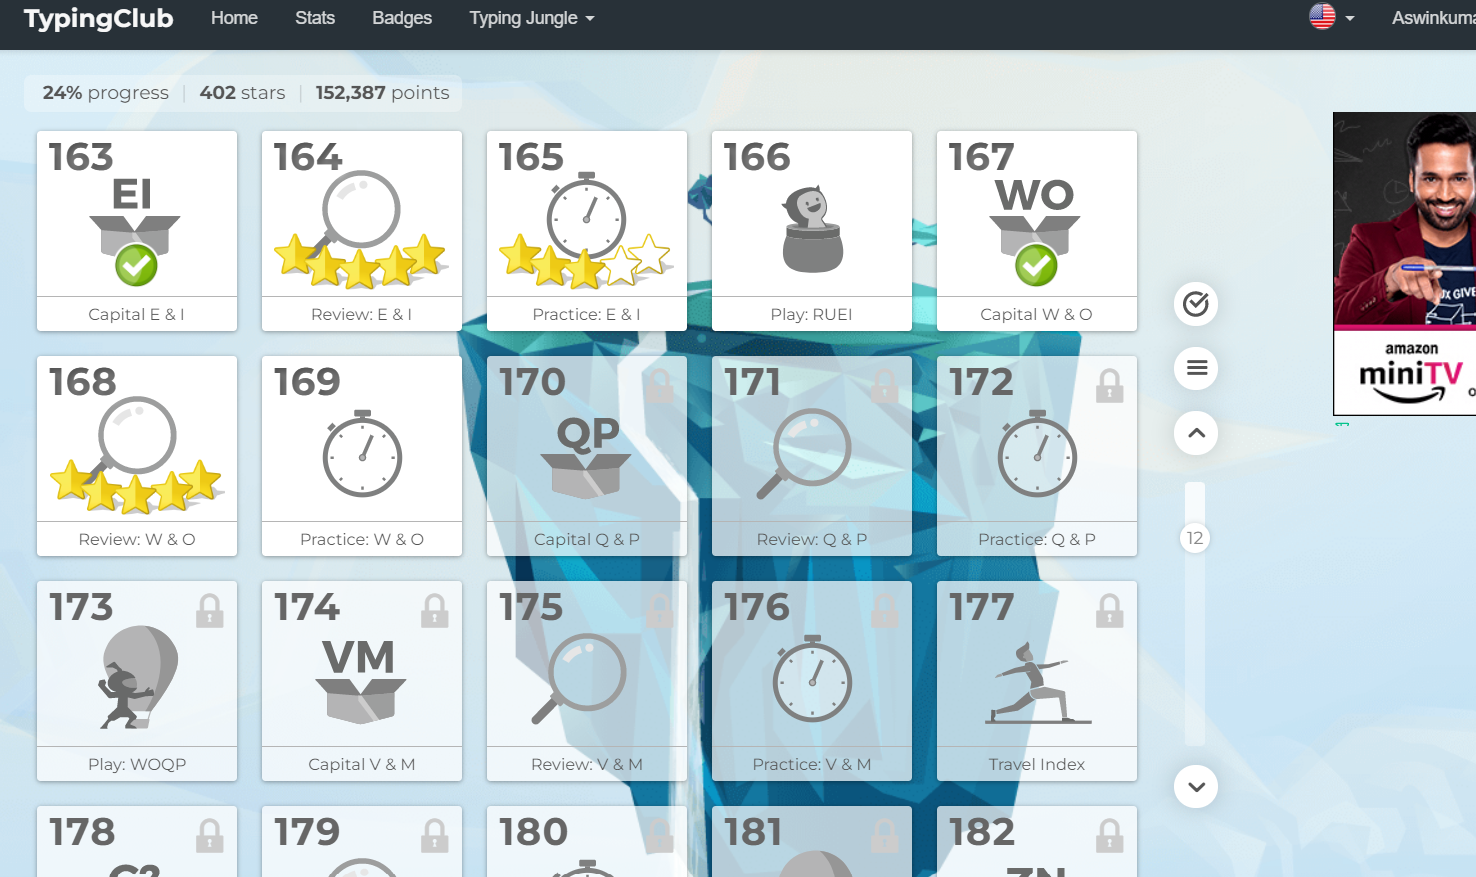 TypingClub Home Stats Badges Typing Jungle Aswinkuma
24% progress 402 stars 152,387 points
163 164 165 166 167
EI WO
Capital E & I Review: E & I Practice: E & I Play: RUEI Capital W & O
168 169 170 171 172
QP
Review: W & O Practice: W & O Capital Q & P Review: Q & P Practice: Q & P
12
173 174 175 176 177
VM
Play: WOQP Capital V & M Review: V & M Practice: V & M Travel Index
178 179 180 181 182
UX GIVE
amazon
miniTV